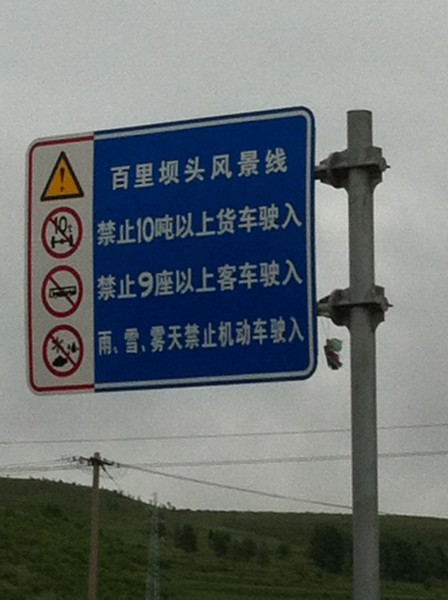 百里坝头风景线
禁止10吨以上货车驶入
禁止9座以上客车驶入
雨、雪、雾天禁止机动车驶入